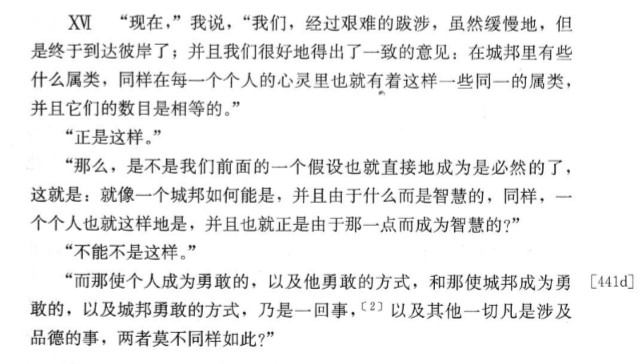 XVI “现在，”我说，“我们，经过艰难的跋涉，虽然缓慢地，但
是终于到达彼岸了；并且我们很好地得出了一致的意见：在城邦里有些
什么属类，同样在每一个个人的心灵里也就有着这样一些同一的属类，
并且它们的数目是相等的。”
“正是这样。”
“那么，是不是我们前面的一个假设也就直接地成为是必然的了，
这就是：就像一个城邦如何能是，并且由于什么而是智慧的，同样，一
个个人也就这样地是，并且也就正是由于那一点而成为智慧的？”
“不能不是这样。”
“而那使个人成为勇敢的，以及他勇敢的方式，和那使城邦成为勇 [441d]
敢的，以及城邦勇敢的方式，乃是一回事，〔2〕以及其他一切凡是涉及
品德的事，两者莫不同样如此？”